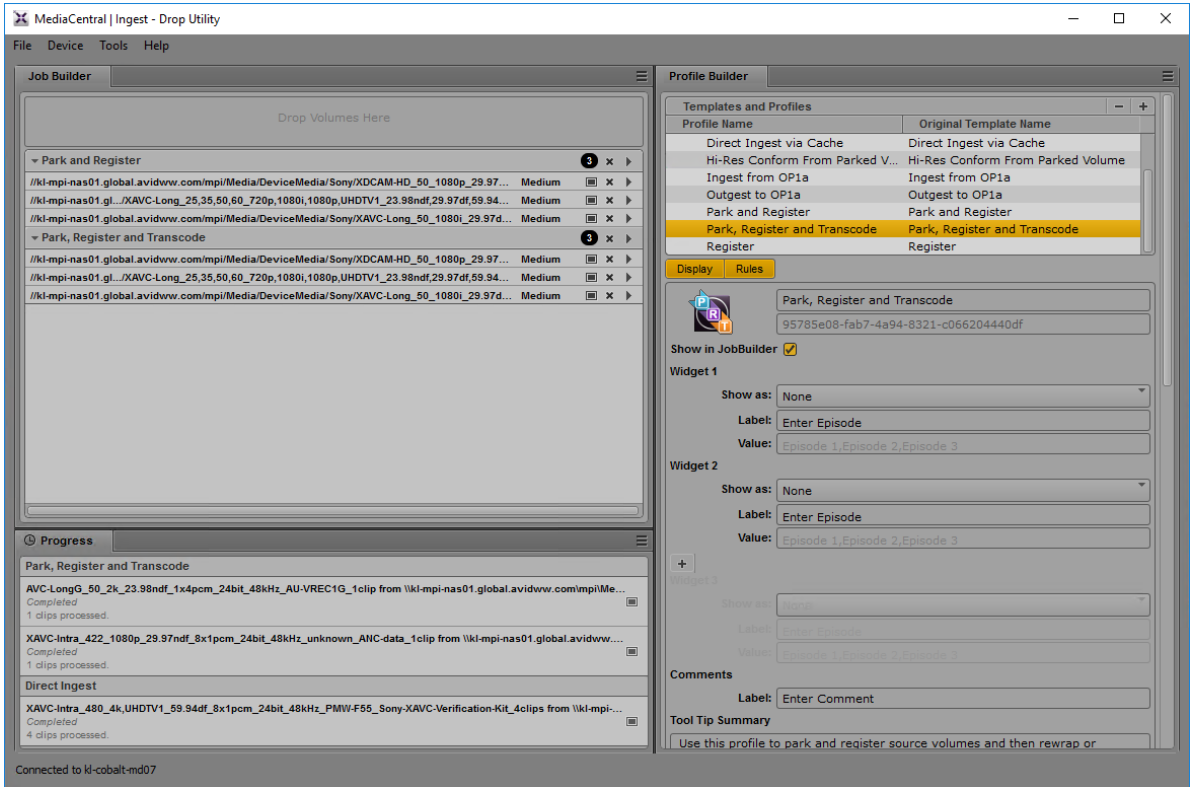 MediaCentral | Ingest - Drop Utility
File Device Tools Help
Job Builder
Drop Volumes Here
Park and Register 3
//kl-mpi-nas01.global.avidww.com/mpi/Media/DeviceMedia/Sony/XDCAM-HD_50_1080p_29.97... Medium
//kl-mpi-nas01.gl.../XAVC-Long_25,35,50,60_720p,1080i,1080p,UHDTV1_23.98ndf,29.97df,59.94... Medium
//kl-mpi-nas01.global.avidww.com/mpi/Media/DeviceMedia/Sony/XAVC-Long_50_1080i_29.97d... Medium
Park, Register and Transcode 3
//kl-mpi-nas01.global.avidww.com/mpi/Media/DeviceMedia/Sony/XDCAM-HD_50_1080p_29.97... Medium
//kl-mpi-nas01.gl.../XAVC-Long_25,35,50,60_720p,1080i,1080p,UHDTV1_23.98ndf,29.97df,59.94... Medium
//kl-mpi-nas01.global.avidww.com/mpi/Media/DeviceMedia/Sony/XAVC-Long_50_1080i_29.97d... Medium
Progress
Park, Register and Transcode
AVC-LongG_50_2k_23.98ndf_1x4pcm_24bit_48kHz_AU-VREC1G_1clip from \\kl-mpi-nas01.global.avidww.com\mpi\Me...
Completed
1 clips processed.
XAVC-Intra_422_1080p_29.97ndf_8x1pcm_24bit_48kHz_unknown_ANC-data_1clip from \\kl-mpi-nas01.global.avidww....
Completed
1 clips processed.
Direct Ingest
XAVC-Intra_480_4k,UHDTV1_59.94df_8x1pcm_24bit_48kHz_PMW-F55_Sony-XAVC-Verification-Kit_4clips from \\kl-mpi-...
Completed
4 clips processed.
Profile Builder
Templates and Profiles
Profile Name Original Template Name
Direct Ingest via Cache Direct Ingest via Cache
Hi-Res Conform From Parked V... Hi-Res Conform From Parked Volume
Ingest from OP1a Ingest from OP1a
Outgest to OP1a Outgest to OP1a
Park and Register Park and Register
Park, Register and Transcode Park, Register and Transcode
Register Register
Display Rules
P R T
Park, Register and Transcode
95785e08-fab7-4a94-8321-c066204440df
Show in JobBuilder
Widget 1
Show as: None
Label: Enter Episode
Value: Episode 1,Episode 2,Episode 3
Widget 2
Show as: None
Label: Enter Episode
Value: Episode 1,Episode 2,Episode 3
Widget 3
Show as: None
Label: Enter Episode
Value: Episode 1,Episode 2,Episode 3
Comments
Label: Enter Comment
Tool Tip Summary
Use this profile to park and register source volumes and then rewrap or
Connected to kl-cobalt-md07